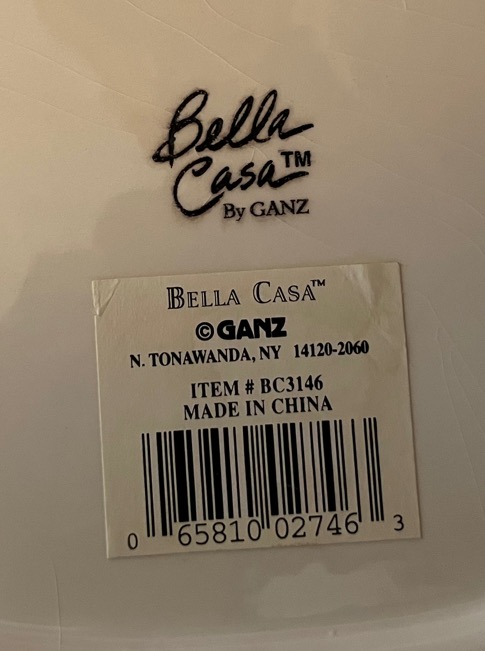 Bella
Casa™
By GANZ
BELLA CASA™
©GANZ
N. TONAWANDA, NY 14120-2060
ITEM # BC3146
MADE IN CHINA
0 65810 02746 3